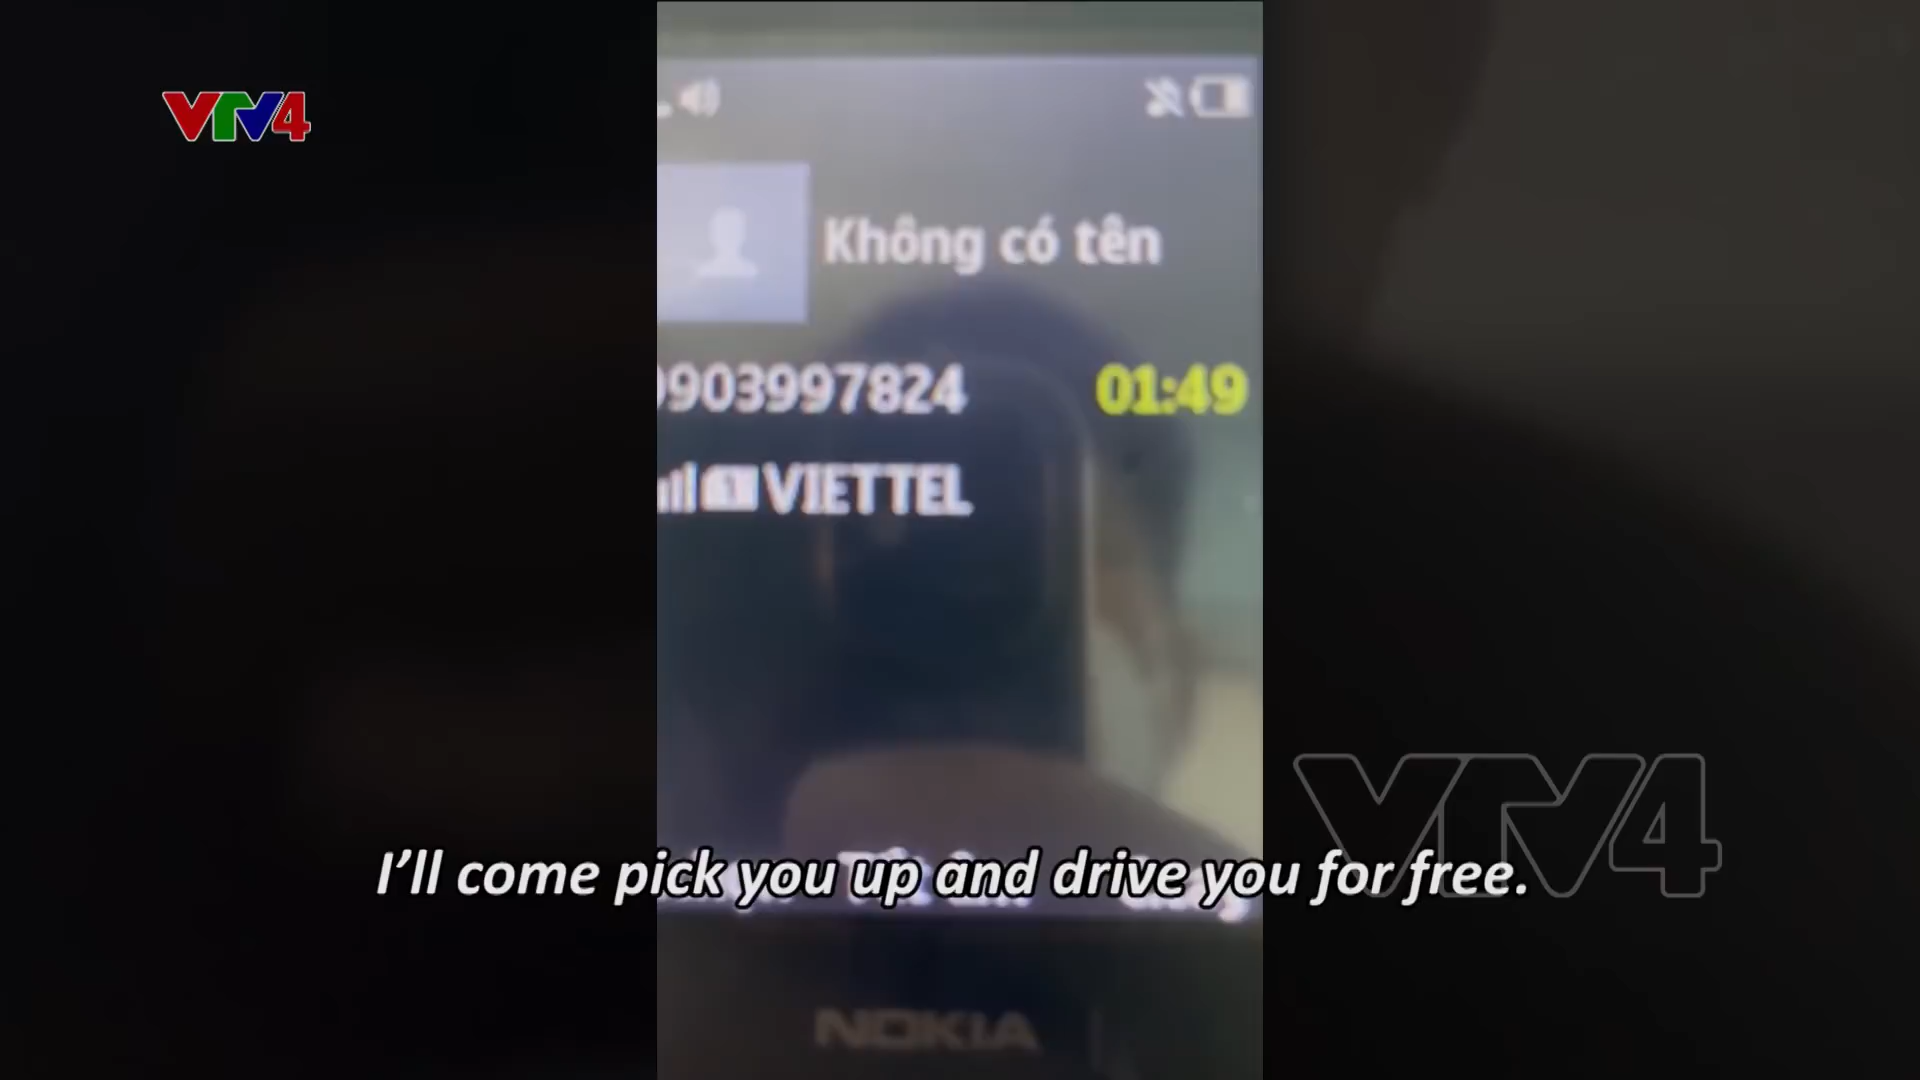 VTV4
Không có tên
0903997824 01:49
VIETTEL
I'll come pick you up and drive you for free.
VTV4
NOKIA